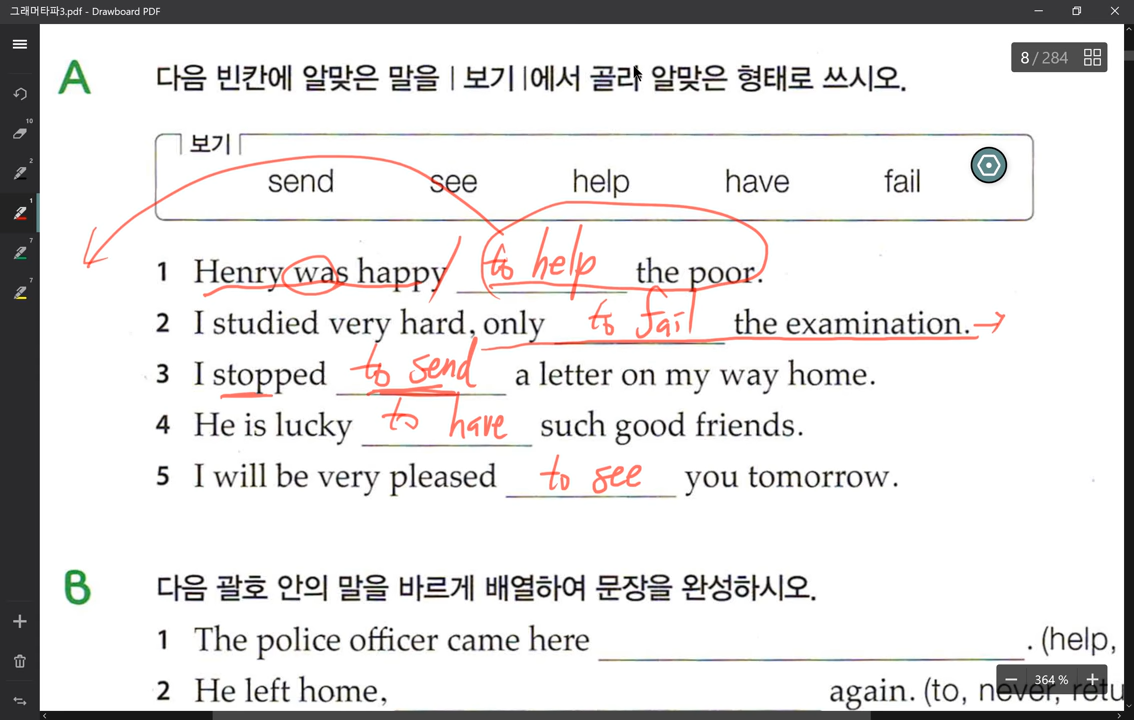 그래머타파3.pdf - Drawboard PDF
8 / 284
A 다음 빈칸에 알맞은 말을 | 보기 |에서 골라 알맞은 형태로 쓰시오.
보기
send see help have fail
1 Henry was happy / to help the poor.
2 I studied very hard, only to fail the examination.
3 I stopped to send a letter on my way home.
4 He is lucky to have such good friends.
5 I will be very pleased to see you tomorrow.
B 다음 괄호 안의 말을 바르게 배열하여 문장을 완성하시오.
1 The police officer came here . (help,
2 He left home, again. (to, never, retu
364 %
10
2
1
7
7